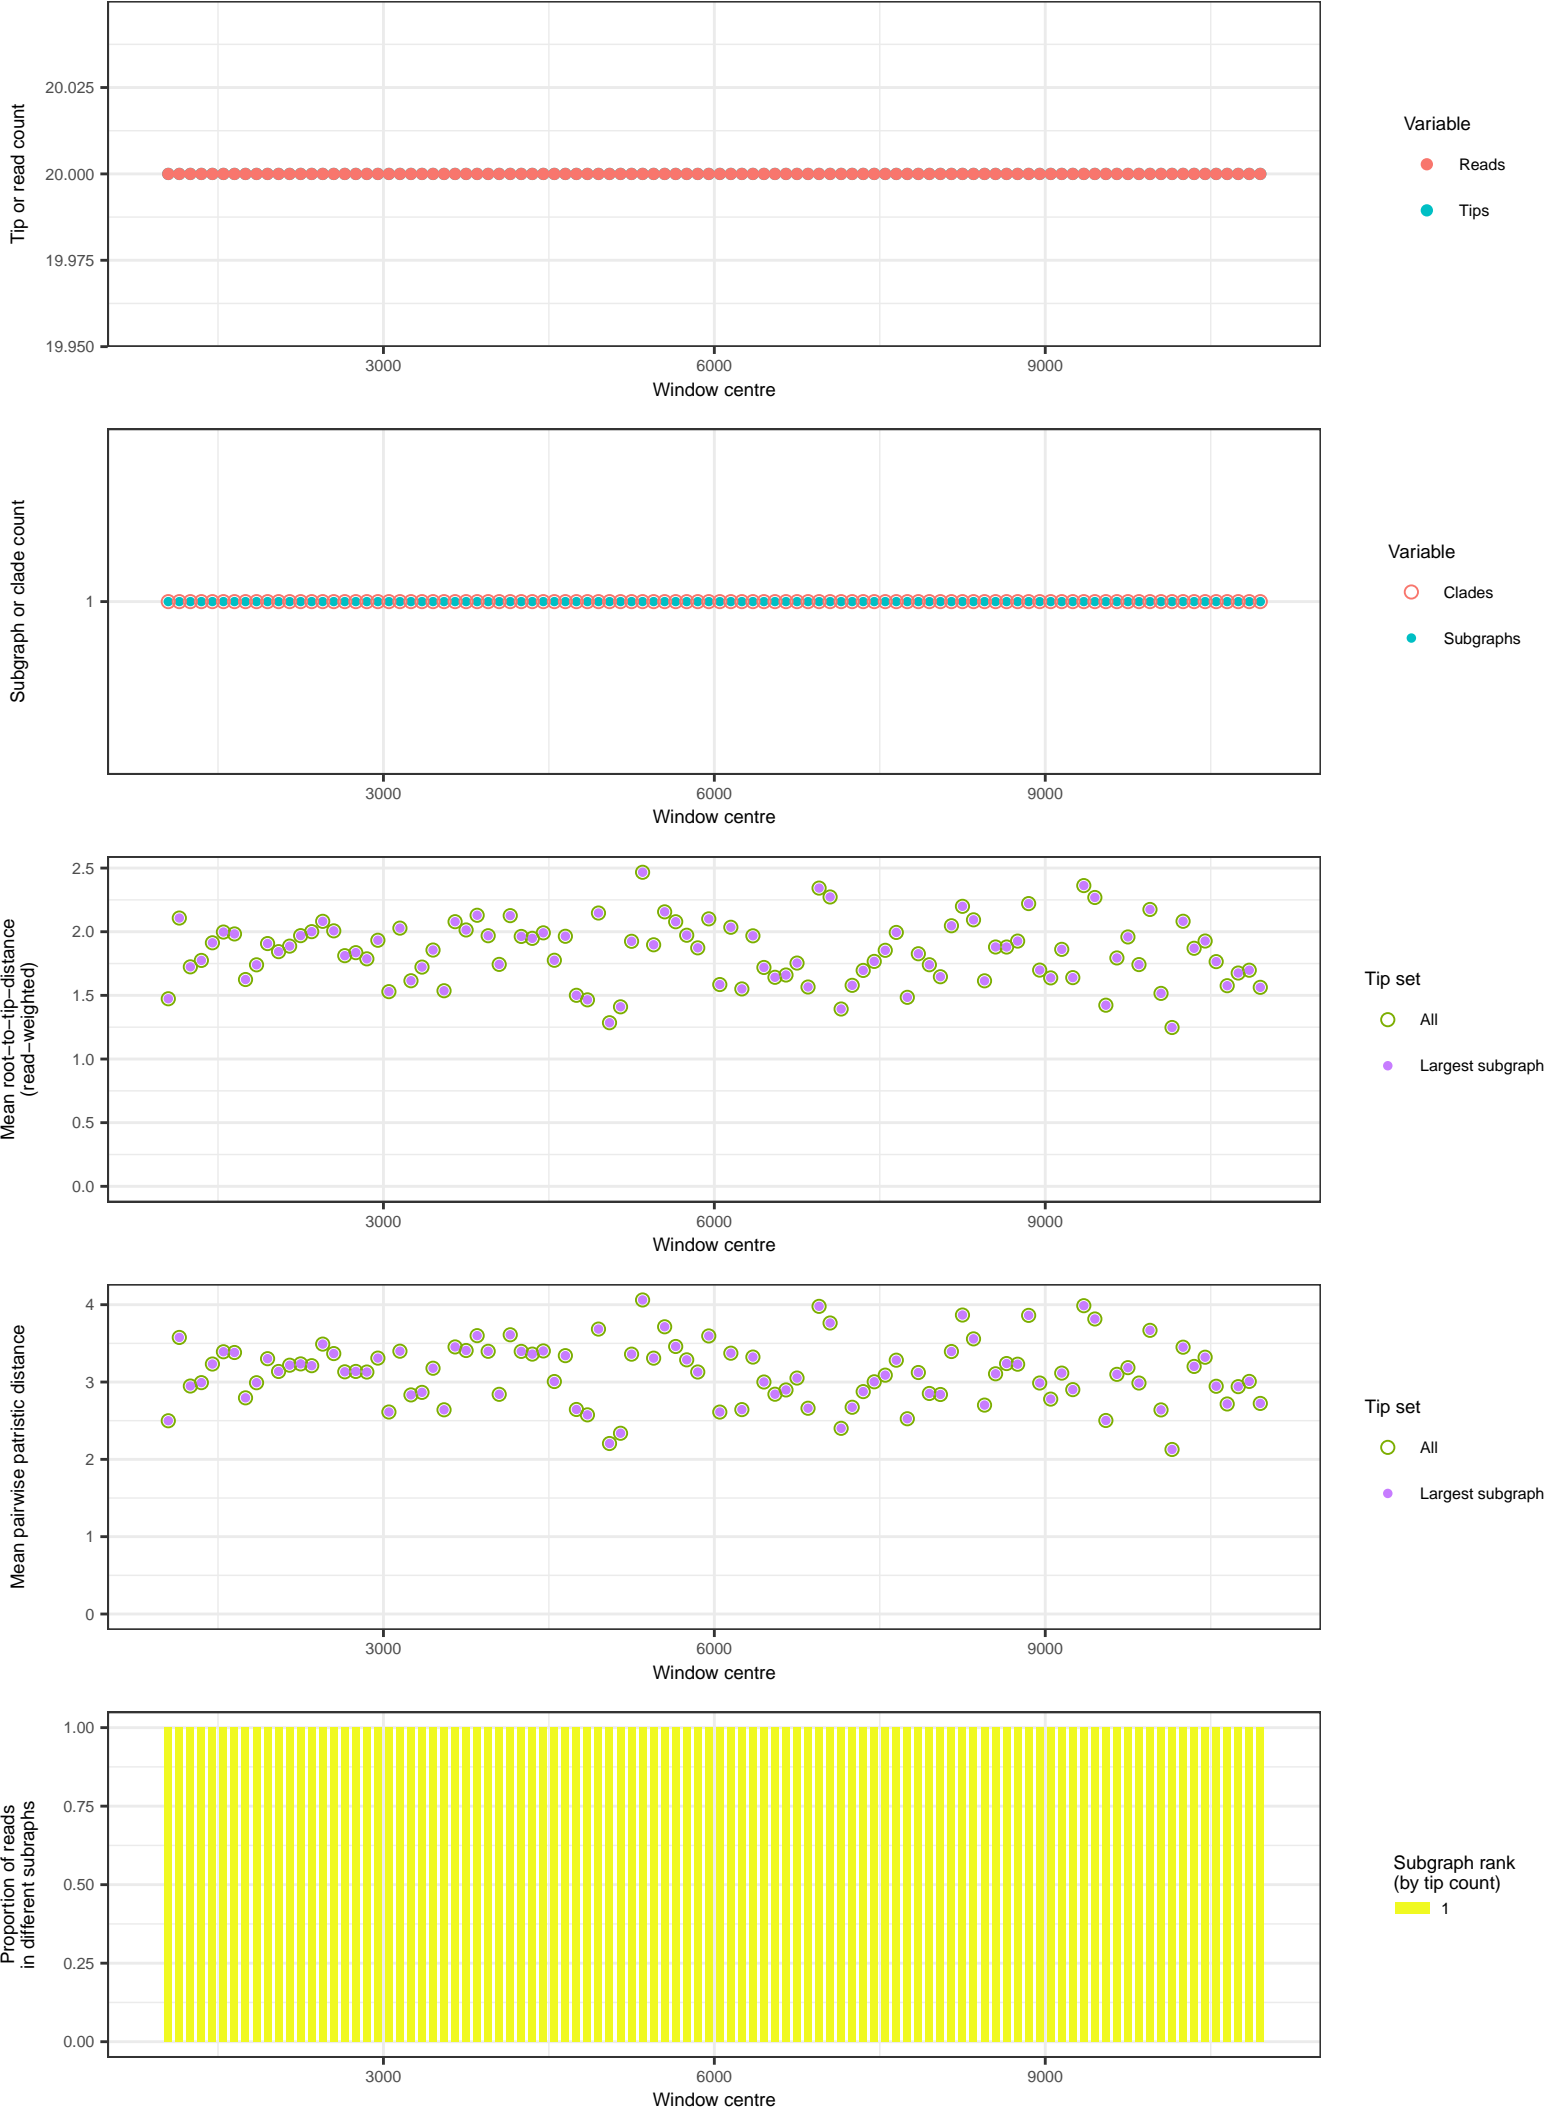 20.025
20.000
19.975
19.950
Tip or read count
3000 6000 9000
Window centre
Variable
Reads
Tips
1
Subgraph or clade count
3000 6000 9000
Window centre
Variable
Clades
Subgraphs
2.5
2.0
1.5
1.0
0.5
0.0
Mean root−to−tip−distance
(read−weighted)
3000 6000 9000
Window centre
Tip set
All
Largest subgraph
4
3
2
1
0
Mean pairwise patristic distance
3000 6000 9000
Window centre
Tip set
All
Largest subgraph
1.00
0.75
0.50
0.25
0.00
Proportion of reads
in different subraphs
3000 6000 9000
Window centre
Subgraph rank
(by tip count)
1